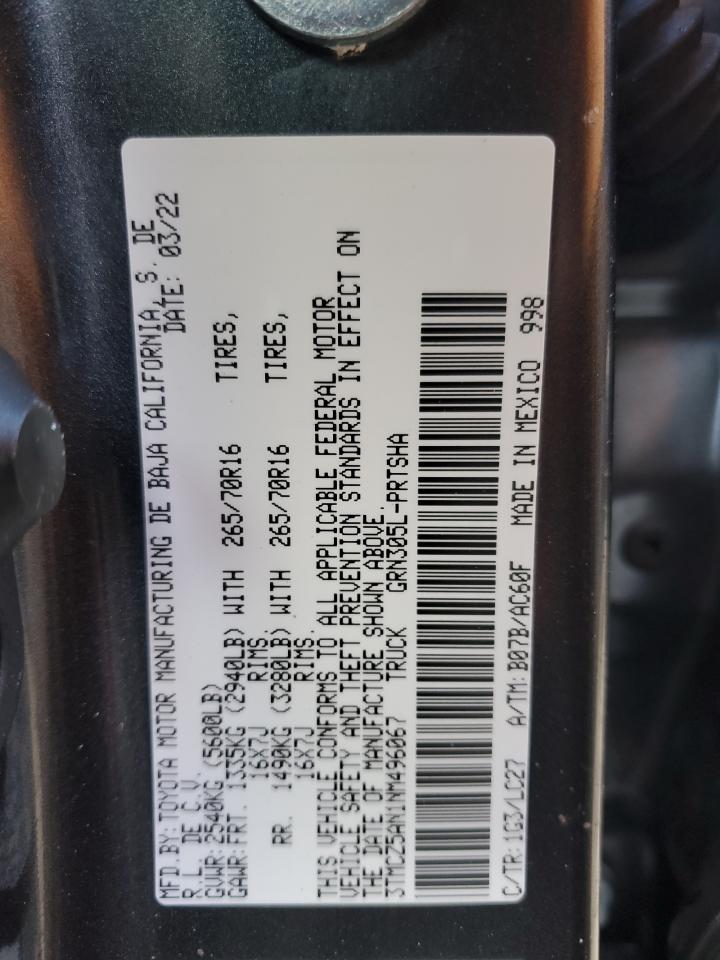 MFD.BY: TOYOTA MOTOR MANUFACTURING DE BAJA CALIFORNIA, S. DE
R.L. DE C.V. DATE: 03/22
GVWR: 2540KG (5600LB)
GAWR: FRT. 1335KG (2940LB) WITH 265/70R16 TIRES,
16X7J RIMS.
RR. 1490KG (3280LB) WITH 265/70R16 TIRES,
16X7J RIMS.
THIS VEHICLE CONFORMS TO ALL APPLICABLE FEDERAL MOTOR
VEHICLE SAFETY AND THEFT PREVENTION STANDARDS IN EFFECT ON
THE DATE OF MANUFACTURE SHOWN ABOVE.
3TMCZ5AN1NM496067 TRUCK GRN305L-PRTSHA
C/TR: 1G3/LC27 A/TM: B07B/AC60F MADE IN MEXICO 998